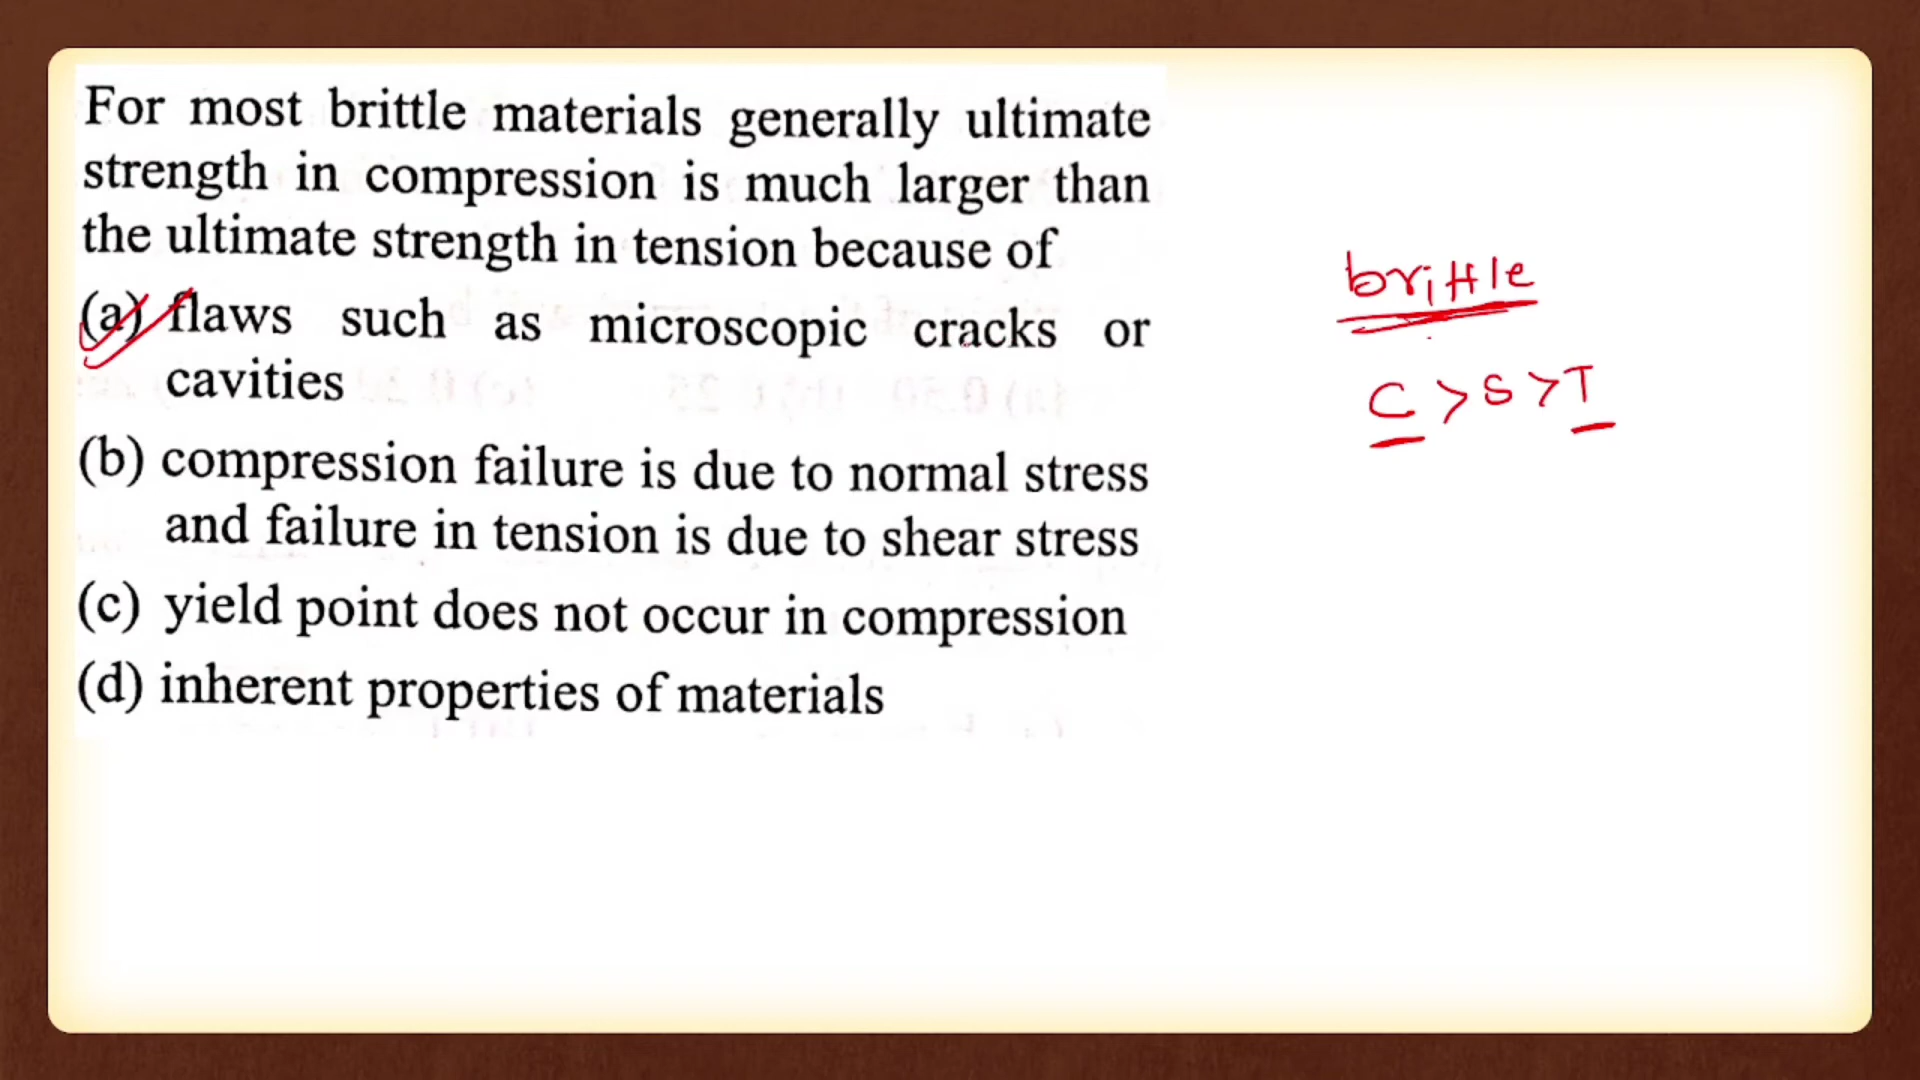 For most brittle materials generally ultimate
strength in compression is much larger than
the ultimate strength in tension because of
(a) flaws such as microscopic cracks or
cavities
(b) compression failure is due to normal stress
and failure in tension is due to shear stress
(c) yield point does not occur in compression
(d) inherent properties of materials
brittle
C > S > T